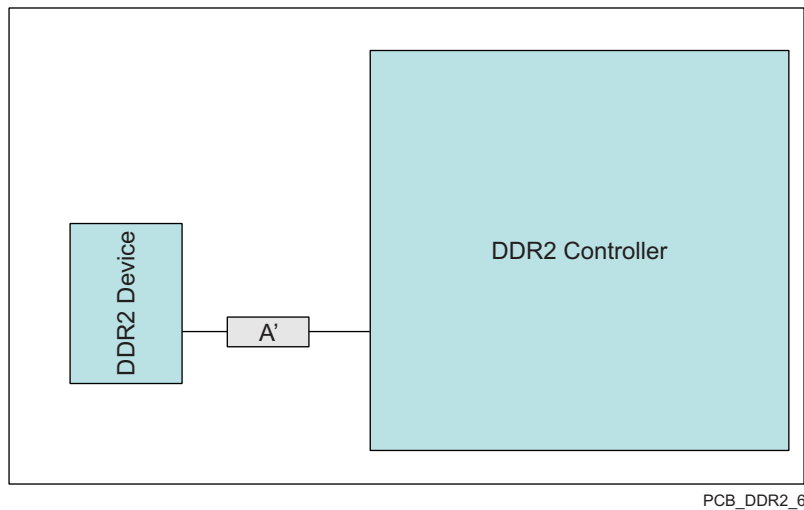 DDR2 Device
A’
DDR2 Controller
PCB_DDR2_6